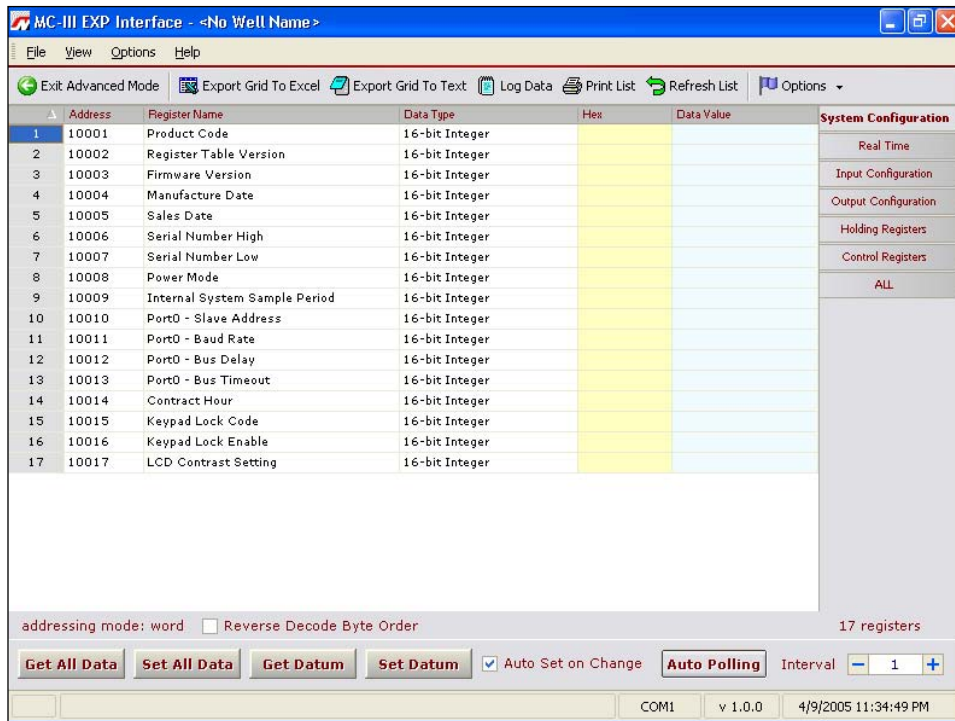 MC-III EXP Interface - <No Well Name>
File View Options Help
Exit Advanced Mode Export Grid To Excel Export Grid To Text Log Data Print List Refresh List Options
Address Register Name Data Type Hex Data Value
1 10001 Product Code 16-bit Integer
2 10002 Register Table Version 16-bit Integer
3 10003 Firmware Version 16-bit Integer
4 10004 Manufacture Date 16-bit Integer
5 10005 Sales Date 16-bit Integer
6 10006 Serial Number High 16-bit Integer
7 10007 Serial Number Low 16-bit Integer
8 10008 Power Mode 16-bit Integer
9 10009 Internal System Sample Period 16-bit Integer
10 10010 Port0 - Slave Address 16-bit Integer
11 10011 Port0 - Baud Rate 16-bit Integer
12 10012 Port0 - Bus Delay 16-bit Integer
13 10013 Port0 - Bus Timeout 16-bit Integer
14 10014 Contract Hour 16-bit Integer
15 10015 Keypad Lock Code 16-bit Integer
16 10016 Keypad Lock Enable 16-bit Integer
17 10017 LCD Contrast Setting 16-bit Integer
System Configuration
Real Time
Input Configuration
Output Configuration
Holding Registers
Control Registers
ALL
addressing mode: word Reverse Decode Byte Order 17 registers
Get All Data Set All Data Get Datum Set Datum Auto Set on Change Auto Polling Interval 1
COM1 v 1.0.0 4/9/2005 11:34:49 PM